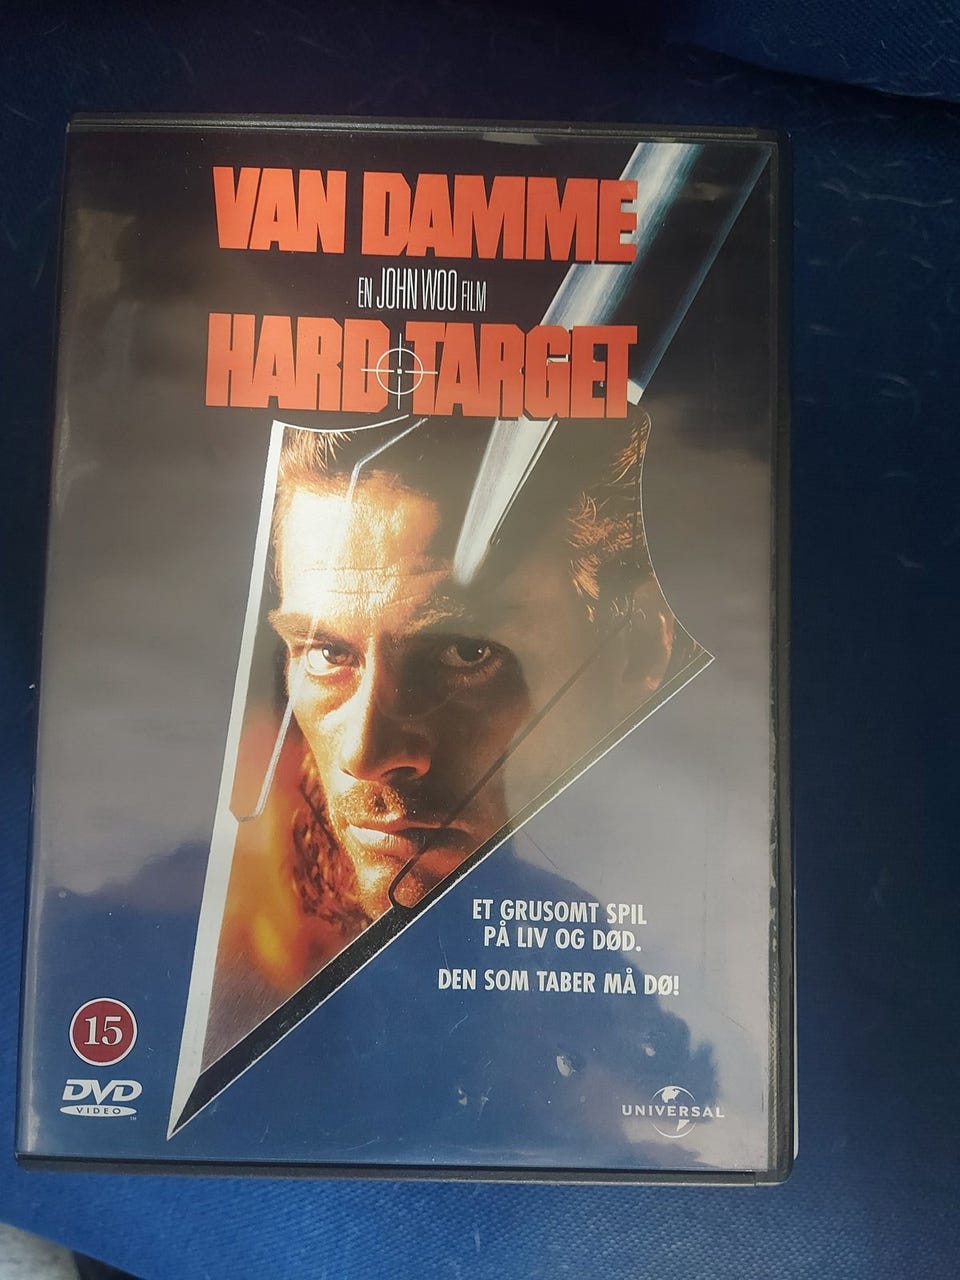 VAN DAMME
EN JOHN WOO FILM
HARD TARGET
ET GRUSOMT SPIL
PÅ LIV OG DØD.
DEN SOM TABER MÅ DØ!
15
DVD
VIDEO
TM
UNIVERSAL